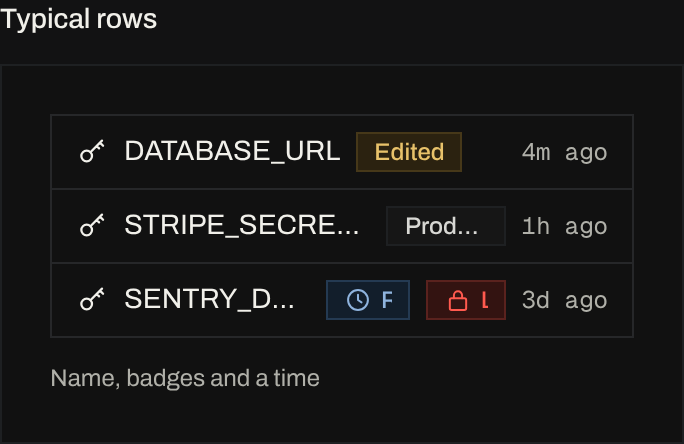 Typical rows
DATABASE_URL Edited 4m ago
STRIPE_SECRE... Prod... 1h ago
SENTRY_D... 3d ago
Name, badges and a time